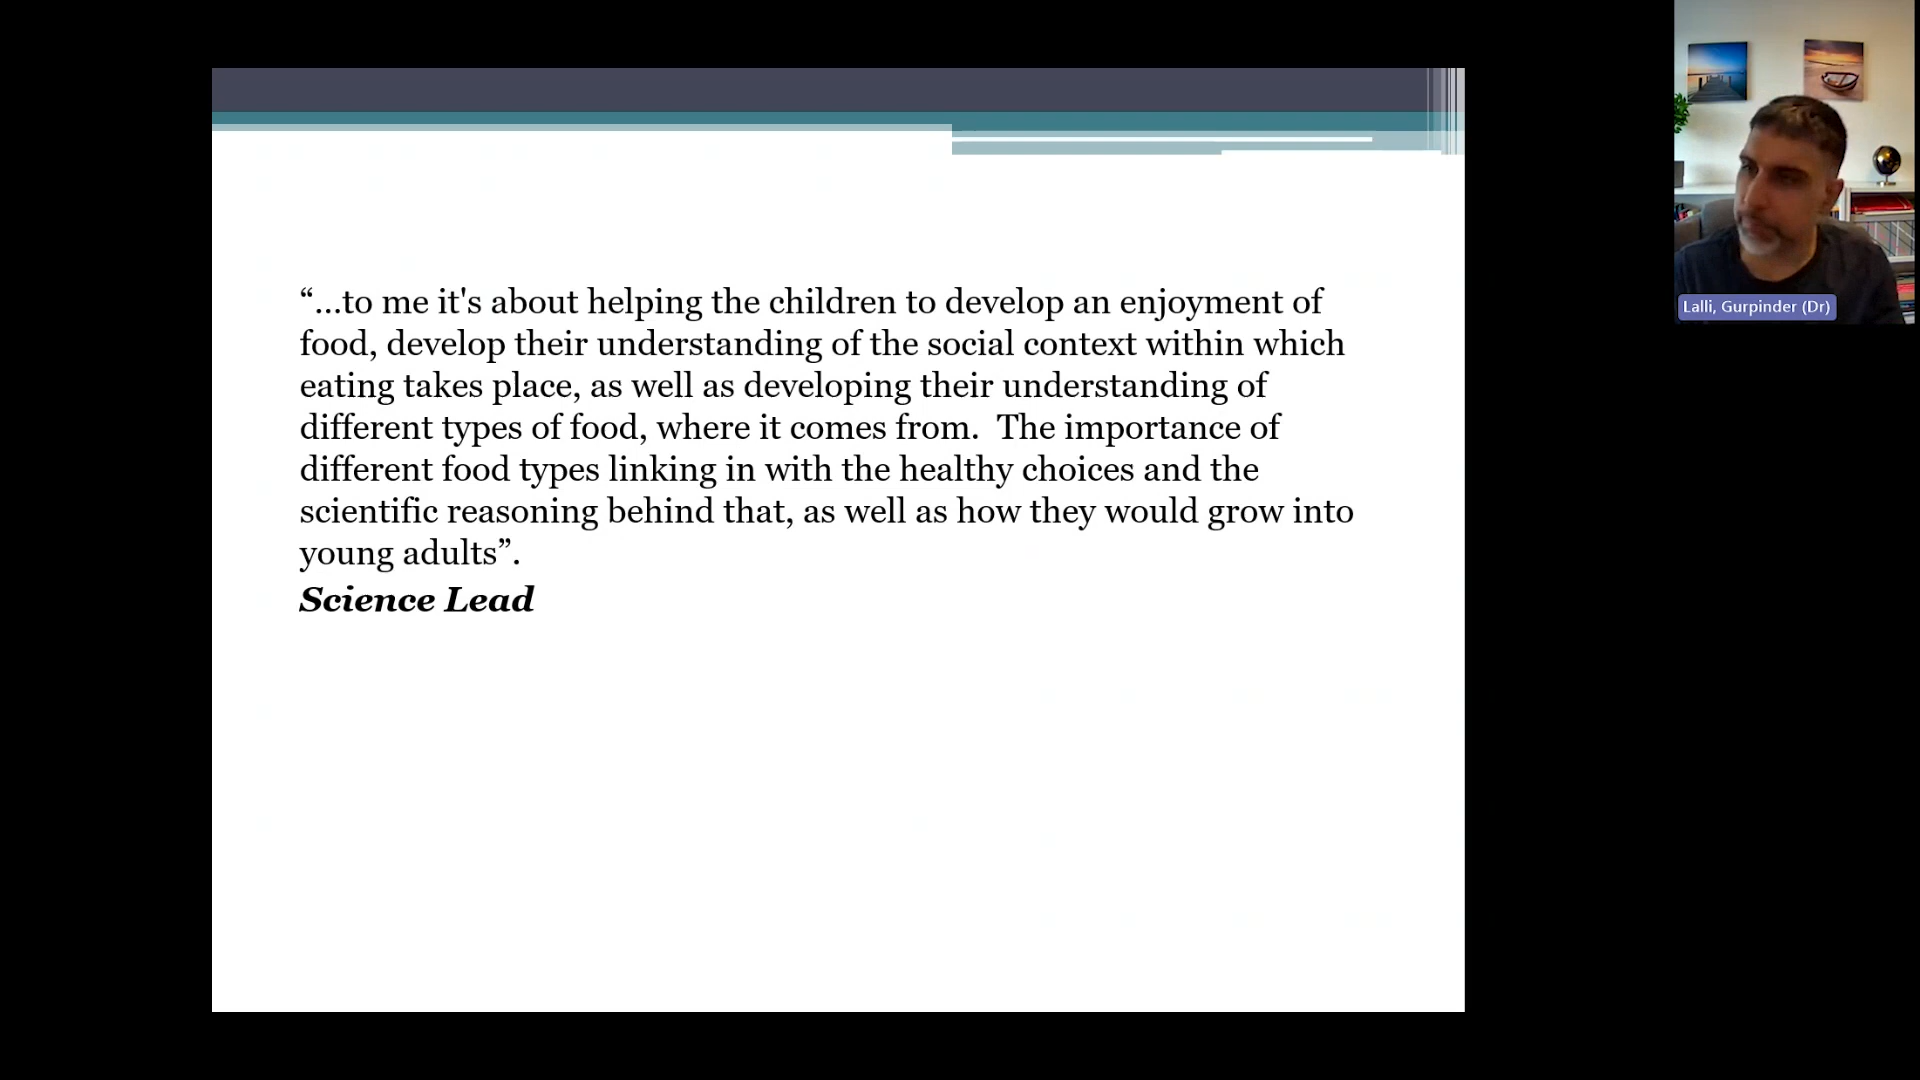 “…to me it's about helping the children to develop an enjoyment of
food, develop their understanding of the social context within which
eating takes place, as well as developing their understanding of
different types of food, where it comes from.  The importance of
different food types linking in with the healthy choices and the
scientific reasoning behind that, as well as how they would grow into
young adults”.
Science Lead
Lalli, Gurpinder (Dr)